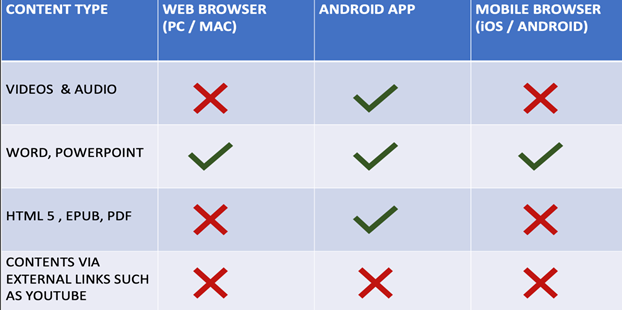 CONTENT TYPE
WEB BROWSER
(PC / MAC)
ANDROID APP
MOBILE BROWSER
(iOS / ANDROID)
VIDEOS & AUDIO
WORD, POWERPOINT
HTML 5 , EPUB, PDF
CONTENTS VIA
EXTERNAL LINKS SUCH
AS YOUTUBE